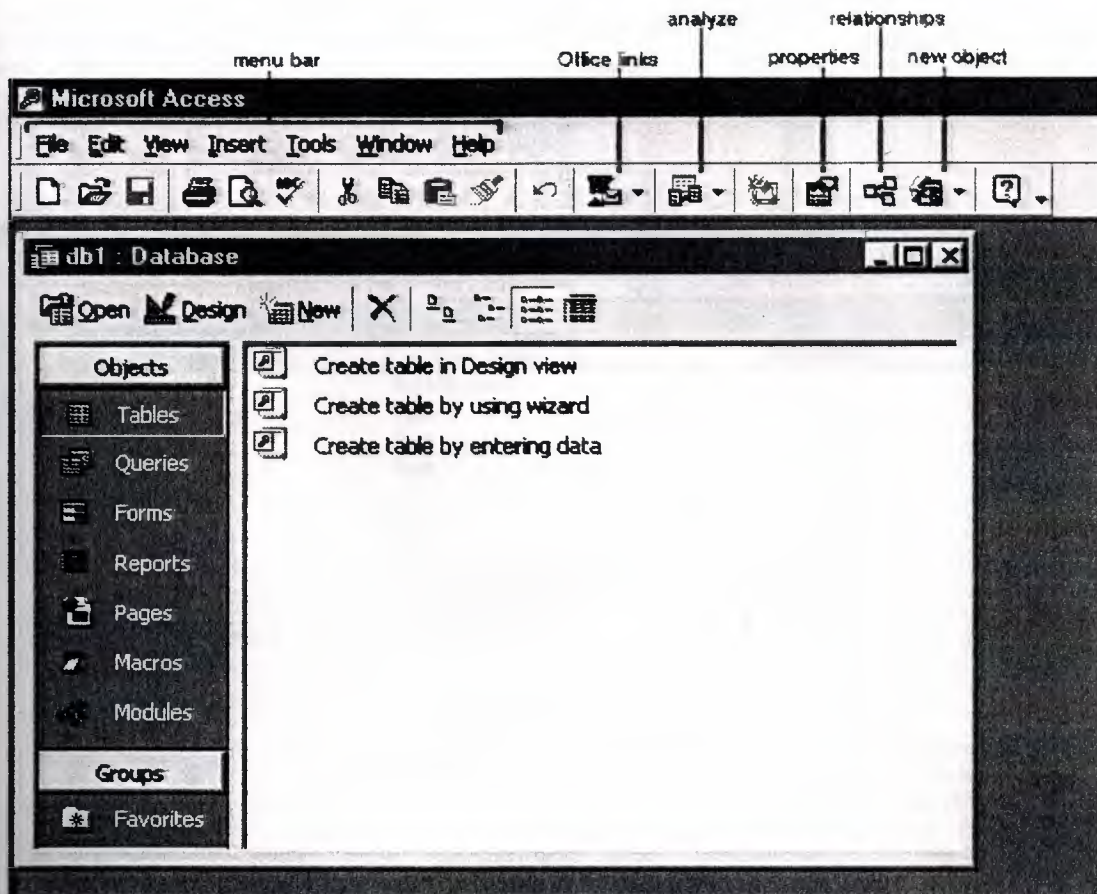 analyze relationships
menu bar Office links properties new object
Microsoft Access
File Edit View Insert Tools Window Help
db1 : Database
Open Design New
Objects
Tables
Queries
Forms
Reports
Pages
Macros
Modules
Groups
Favorites
Create table in Design view
Create table by using wizard
Create table by entering data